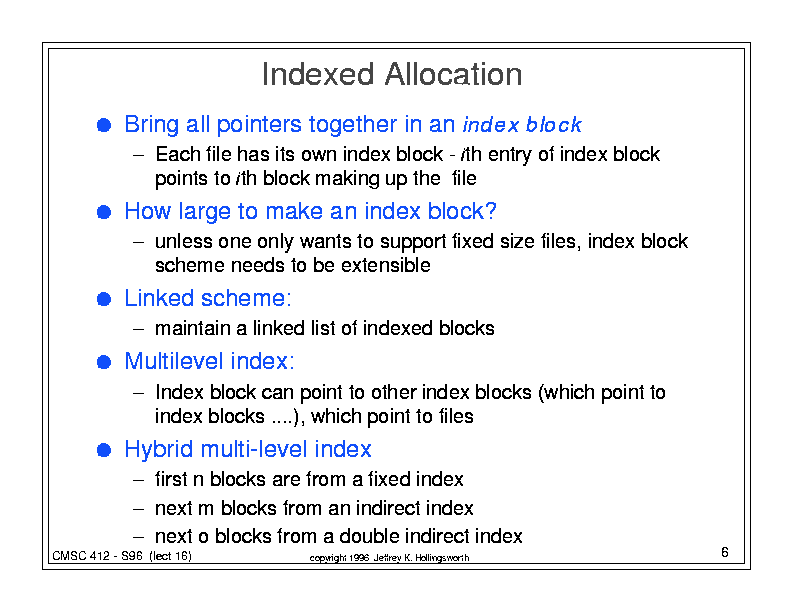 Indexed Allocation
● Bring all pointers together in an index block
– Each file has its own index block - ith entry of index block
points to ith block making up the file
● How large to make an index block?
– unless one only wants to support fixed size files, index block
scheme needs to be extensible
● Linked scheme:
– maintain a linked list of indexed blocks
● Multilevel index:
– Index block can point to other index blocks (which point to
index blocks ....), which point to files
● Hybrid multi-level index
– first n blocks are from a fixed index
– next m blocks from an indirect index
– next o blocks from a double indirect index
CMSC 412 - S96 (lect 16)
copyright 1996 Jeffrey K. Hollingsworth
6